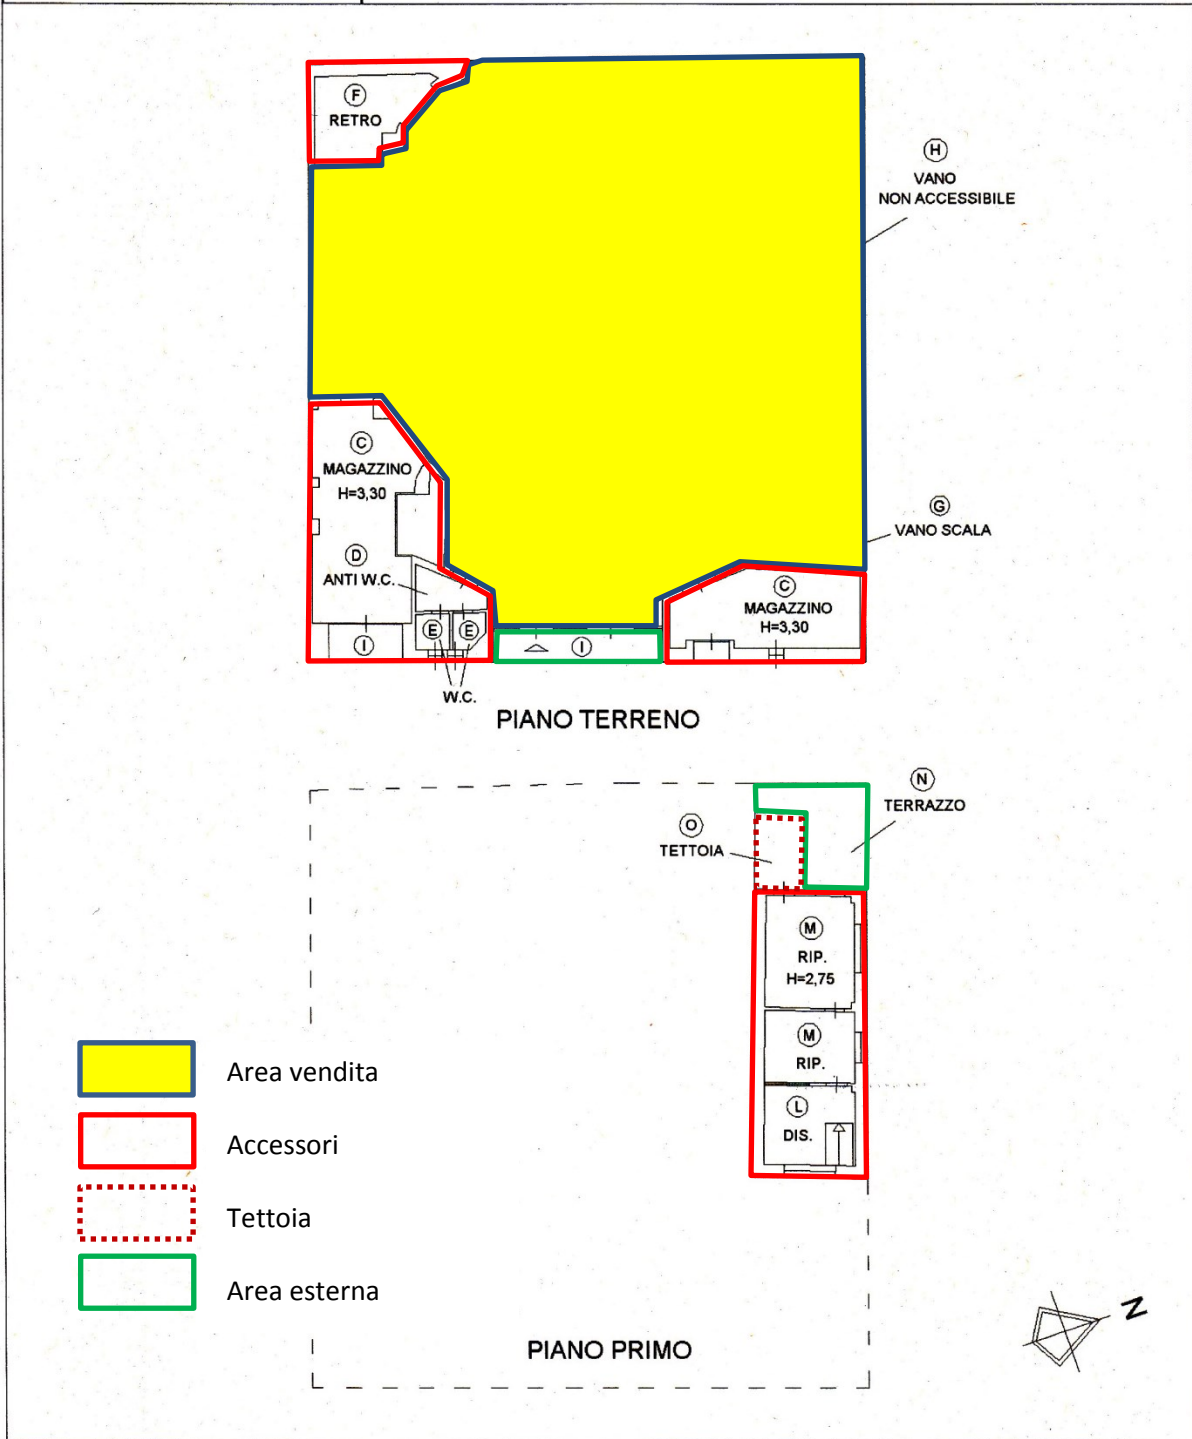 F
RETRO
H
VANO
NON ACCESSIBILE
C
MAGAZZINO
H=3,30
G
VANO SCALA
D
ANTI W.C.
C
MAGAZZINO
H=3,30
E
E
I
I
W.C.
PIANO TERRENO
N
TERRAZZO
O
TETTOIA
M
RIP.
H=2,75
M
RIP.
L
DIS.
Area vendita
Accessori
Tettoia
Area esterna
N
PIANO PRIMO